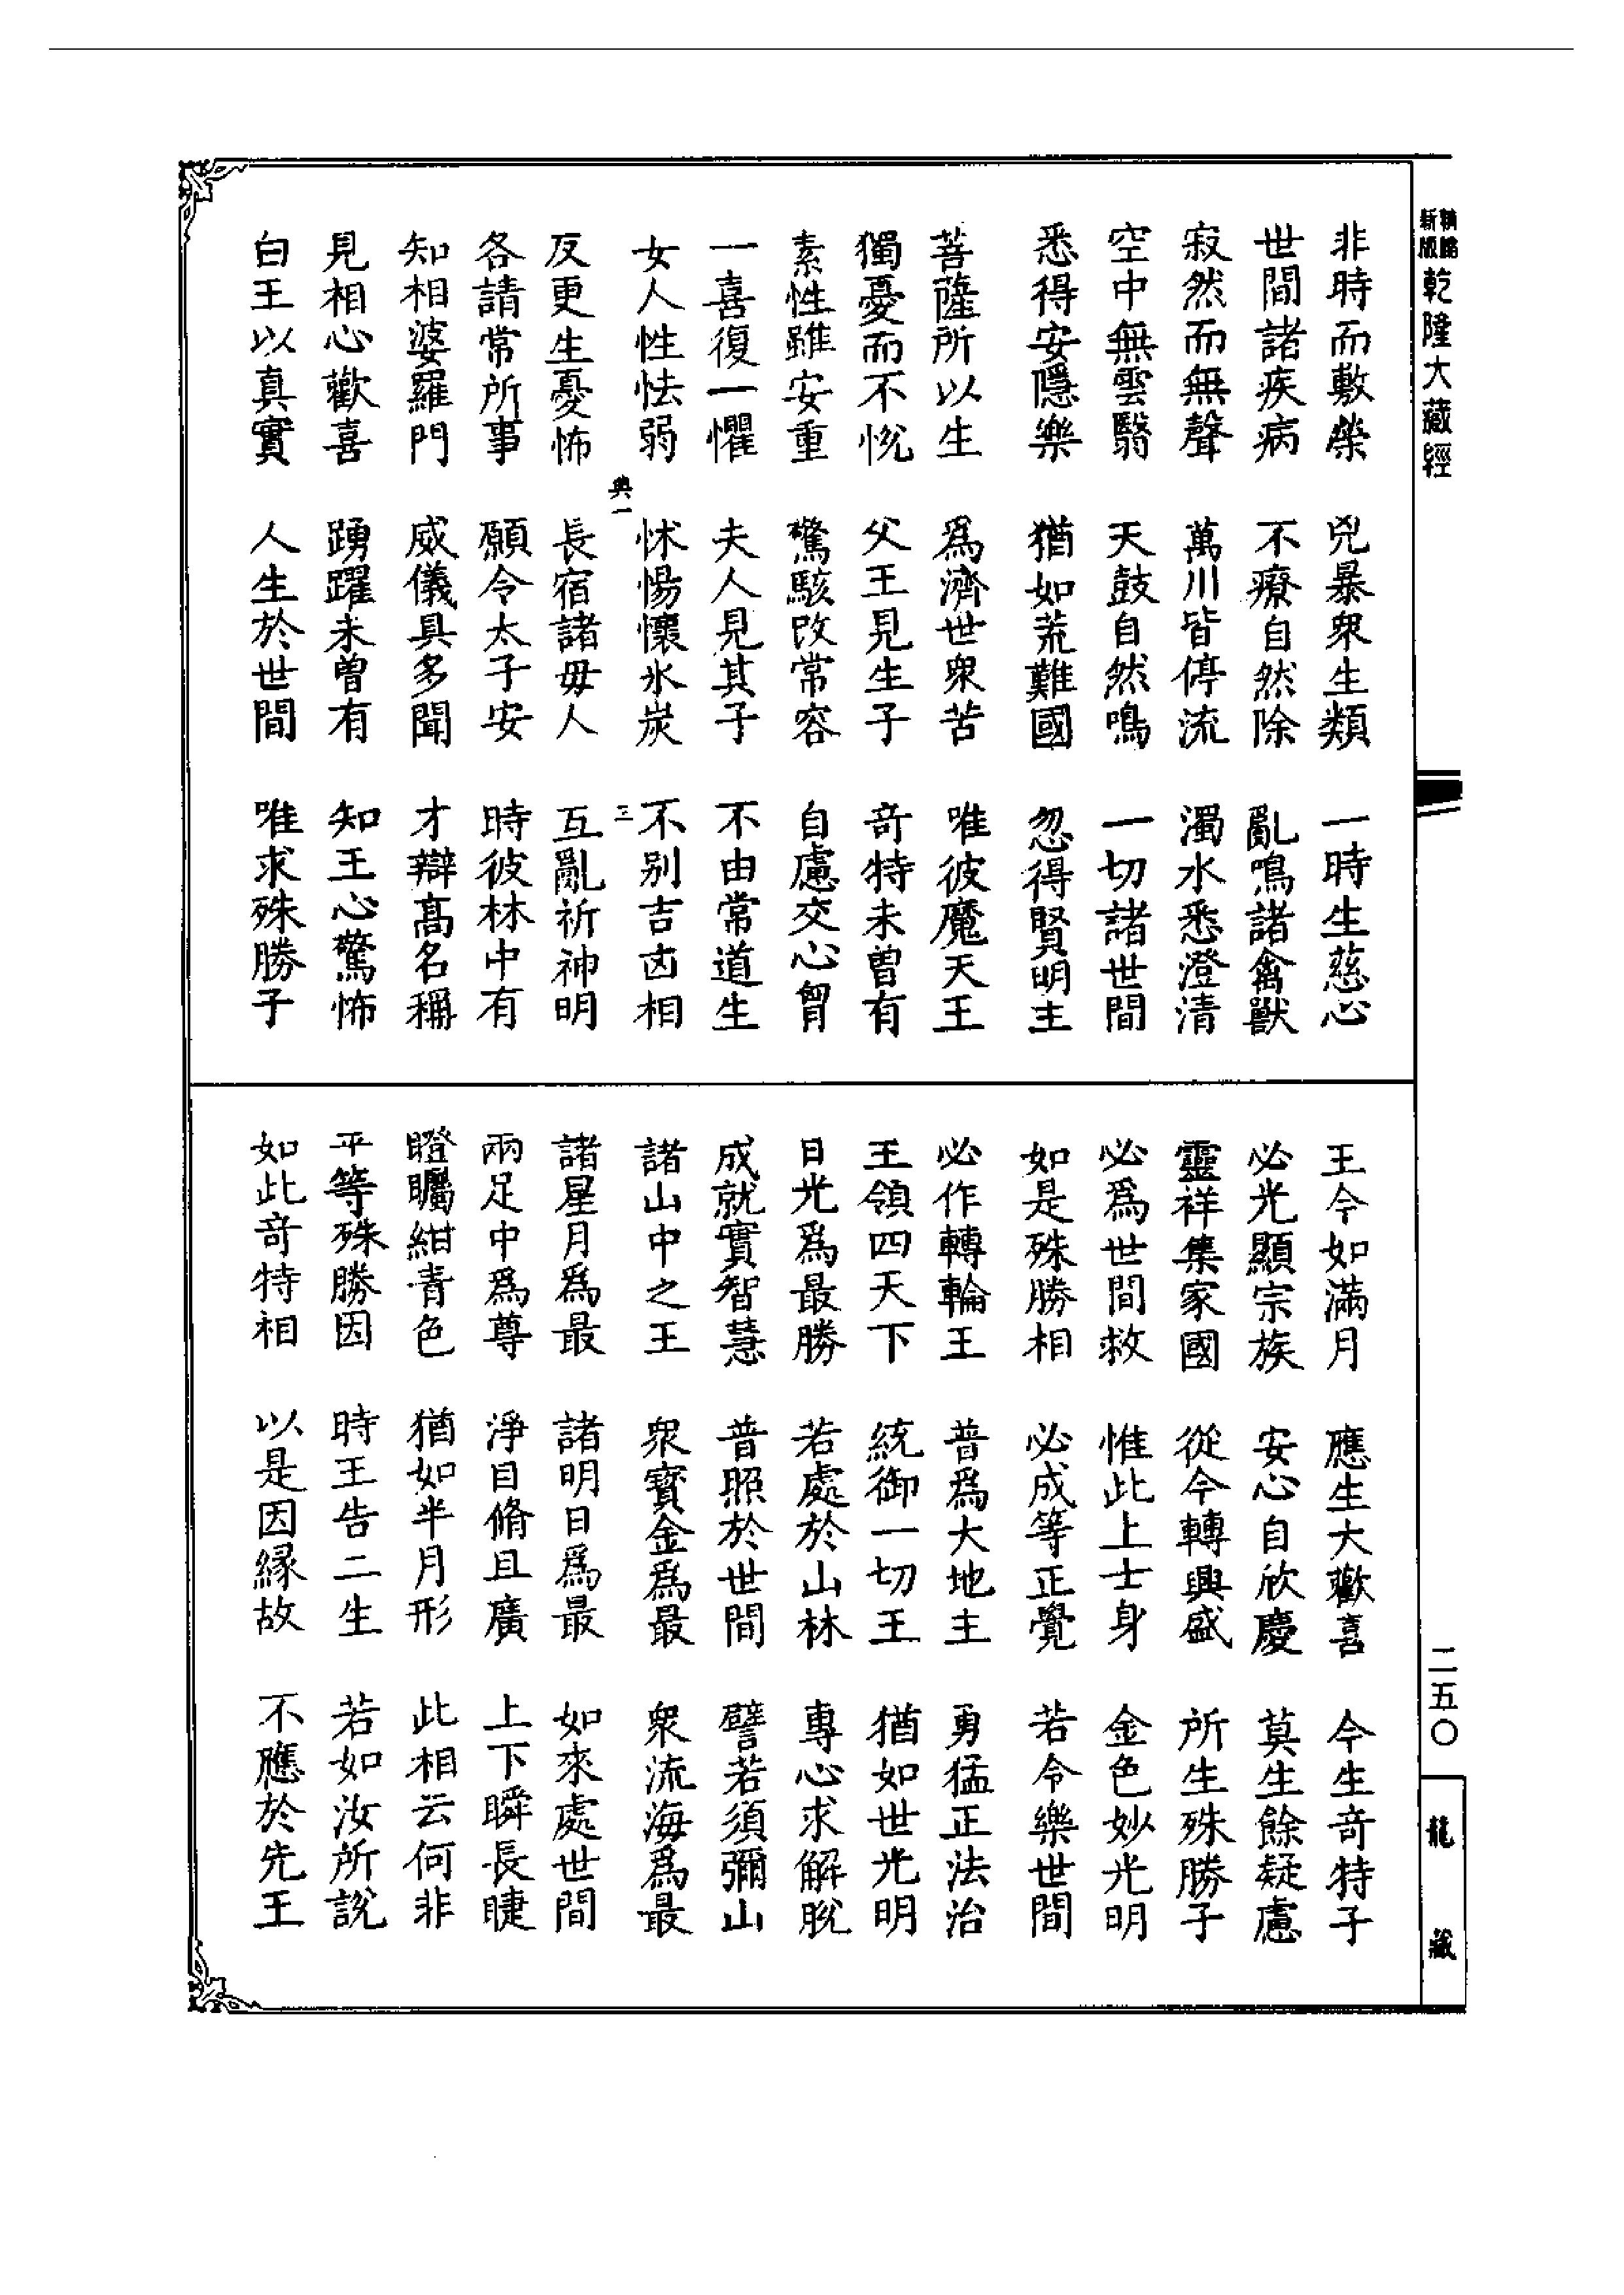 新版
精縮
乾隆大藏經
非時而敷榮 兇暴衆生類 一時生慈心
世間諸疾病 不療自然除 亂鳴諸禽獸
寂然而無聲 萬川皆停流 濁水悉澄清
空中無雲翳 天鼓自然鳴 一切諸世間
悉得安隱樂 猶如荒難國 忽得賢明主
菩薩所以生 爲濟世衆苦 唯彼魔天王
獨憂而不悅 父王見生子 奇特未曾有
素性雖安重 驚駭改常容 自慮交心胷
一喜復一懼 夫人見其子 不由常道生
女人性怯弱 怵惕懷氷炭 不别吉凶相
典一
三
反更生憂怖 長宿諸母人 互亂祈神明
各請常所事 願令太子安 時彼林中有
知相婆羅門 威儀具多聞 才辯高名稱
見相心歡喜 踴躍未曾有 知王心驚怖
白王以真實 人生於世間 唯求殊勝子
王今如滿月 應生大歡喜 今生奇特子
必光顯宗族 安心自欣慶 莫生餘疑慮
靈祥集家國 從今轉興盛 所生殊勝子
必爲世間救 惟此上士身 金色妙光明
如是殊勝相 必成等正覺 若令樂世間
必作轉輪王 普爲大地主 勇猛正法治
王領四天下 統御一切王 猶如世光明
日光爲最勝 若處於山林 專心求解脫
成就實智慧 普照於世間 譬若須彌山
諸山中之王 衆寶金爲最 衆流海爲最
諸星月爲最 諸明日爲最 如來處世間
兩足中爲尊 淨目脩且廣 上下瞬長睫
瞪矚紺青色 猶如半月形 此相云何非
平等殊勝因 時王告二生 若如汝所說
如此奇特相 以是因緣故 不應於先王
二五〇
龍藏